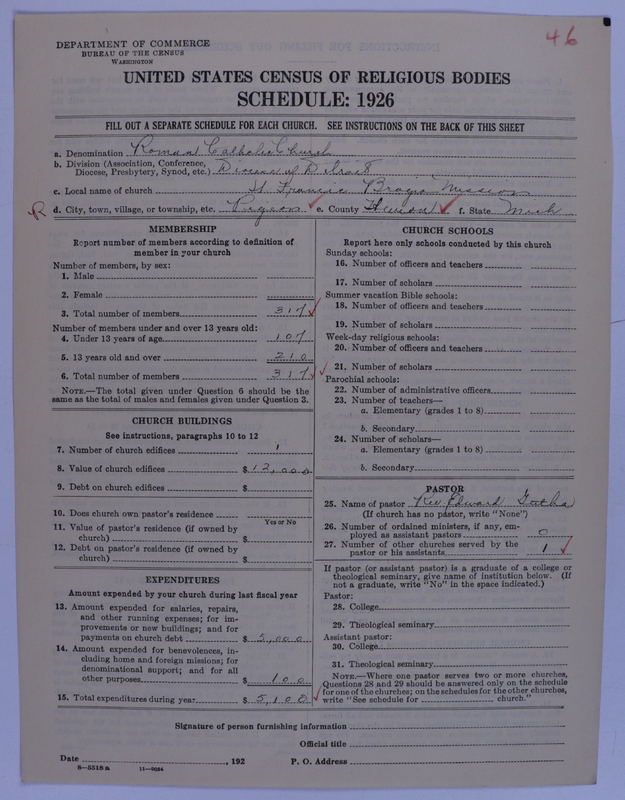 46
DEPARTMENT OF COMMERCE
BUREAU OF THE CENSUS
WASHINGTON
UNITED STATES CENSUS OF RELIGIOUS BODIES
SCHEDULE: 1926
FILL OUT A SEPARATE SCHEDULE FOR EACH CHURCH. SEE INSTRUCTIONS ON THE BACK OF THIS SHEET
a. Denomination Roman Catholic Church
b. Division (Association, Conference, Diocese, Presbytery, Synod, etc.) Diocese of Detroit
c. Local name of church St. Francis Borgia Mission
R d. City, town, village, or township, etc. Pigeon e. County Huron f. State Mich
MEMBERSHIP
Report number of members according to definition of
member in your church
Number of members, by sex:
1. Male
2. Female
3. Total number of members 317
Number of members under and over 13 years old:
4. Under 13 years of age 107
5. 13 years old and over 210
6. Total number of members 317
NOTE.—The total given under Question 6 should be the
same as the total of males and females given under Question 3.
CHURCH BUILDINGS
See instructions, paragraphs 10 to 12
7. Number of church edifices 1
8. Value of church edifices $ 12,000
9. Debt on church edifices $
10. Does church own pastor's residence
Yes or No
11. Value of pastor's residence (if owned by
church) $
12. Debt on pastor's residence (if owned by
church) $
EXPENDITURES
Amount expended by your church during last fiscal year
13. Amount expended for salaries, repairs,
and other running expenses; for im-
provements or new buildings; and for
payments on church debt $ 5,000
14. Amount expended for benevolences, in-
cluding home and foreign missions; for
denominational support; and for all
other purposes $ 100
15. Total expenditures during year $ 5,100
CHURCH SCHOOLS
Report here only schools conducted by this church
Sunday schools:
16. Number of officers and teachers
17. Number of scholars
Summer vacation Bible schools:
18. Number of officers and teachers
19. Number of scholars
Week-day religious schools:
20. Number of officers and teachers
21. Number of scholars
Parochial schools:
22. Number of administrative officers
23. Number of teachers—
a. Elementary (grades 1 to 8)
b. Secondary
24. Number of scholars—
a. Elementary (grades 1 to 8)
b. Secondary
PASTOR
25. Name of pastor Rev. Edward
(If church has no pastor, write "None")
26. Number of ordained ministers, if any, em-
ployed as assistant pastors 0
27. Number of other churches served by the
pastor or his assistants 1
If pastor (or assistant pastor) is a graduate of a college or
theological seminary, give name of institution below. (If
not a graduate, write "No" in the space indicated.)
Pastor:
28. College
29. Theological seminary
Assistant pastor:
30. College
31. Theological seminary
NOTE.—Where one pastor serves two or more churches,
Questions 28 and 29 should be answered only on the schedule
for one of the churches; on the schedules for the other churches,
write "See schedule for church."
Signature of person furnishing information
Official title
Date , 192 P. O. Address
8—5518 a 11—9024